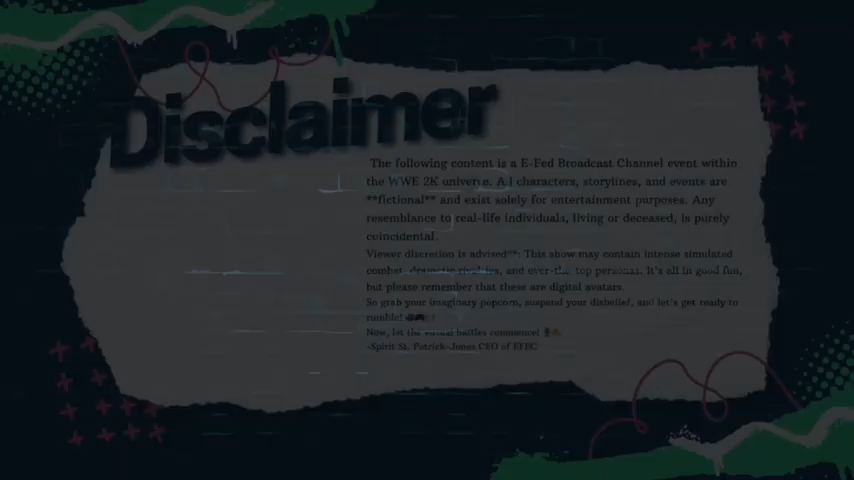 Disclaimer
The following content is a E-Fed Broadcast Channel event within
the WWE 2K universe. All characters, storylines, and events are
**fictional** and exist solely for entertainment purposes. Any
resemblance to real-life individuals, living or deceased, is purely
coincidental.
Viewer discretion is advised**: This show may contain intense simulated
combat, dramatic rivalries, and over-the-top personas. It's all in good fun,
but please remember that these are digital avatars.
So grab your imaginary popcorn, suspend your disbelief, and let's get ready to
rumble!
Now, let the virtual battles commence!
-Spirit St. Patrick-Jones CEO of EFBC